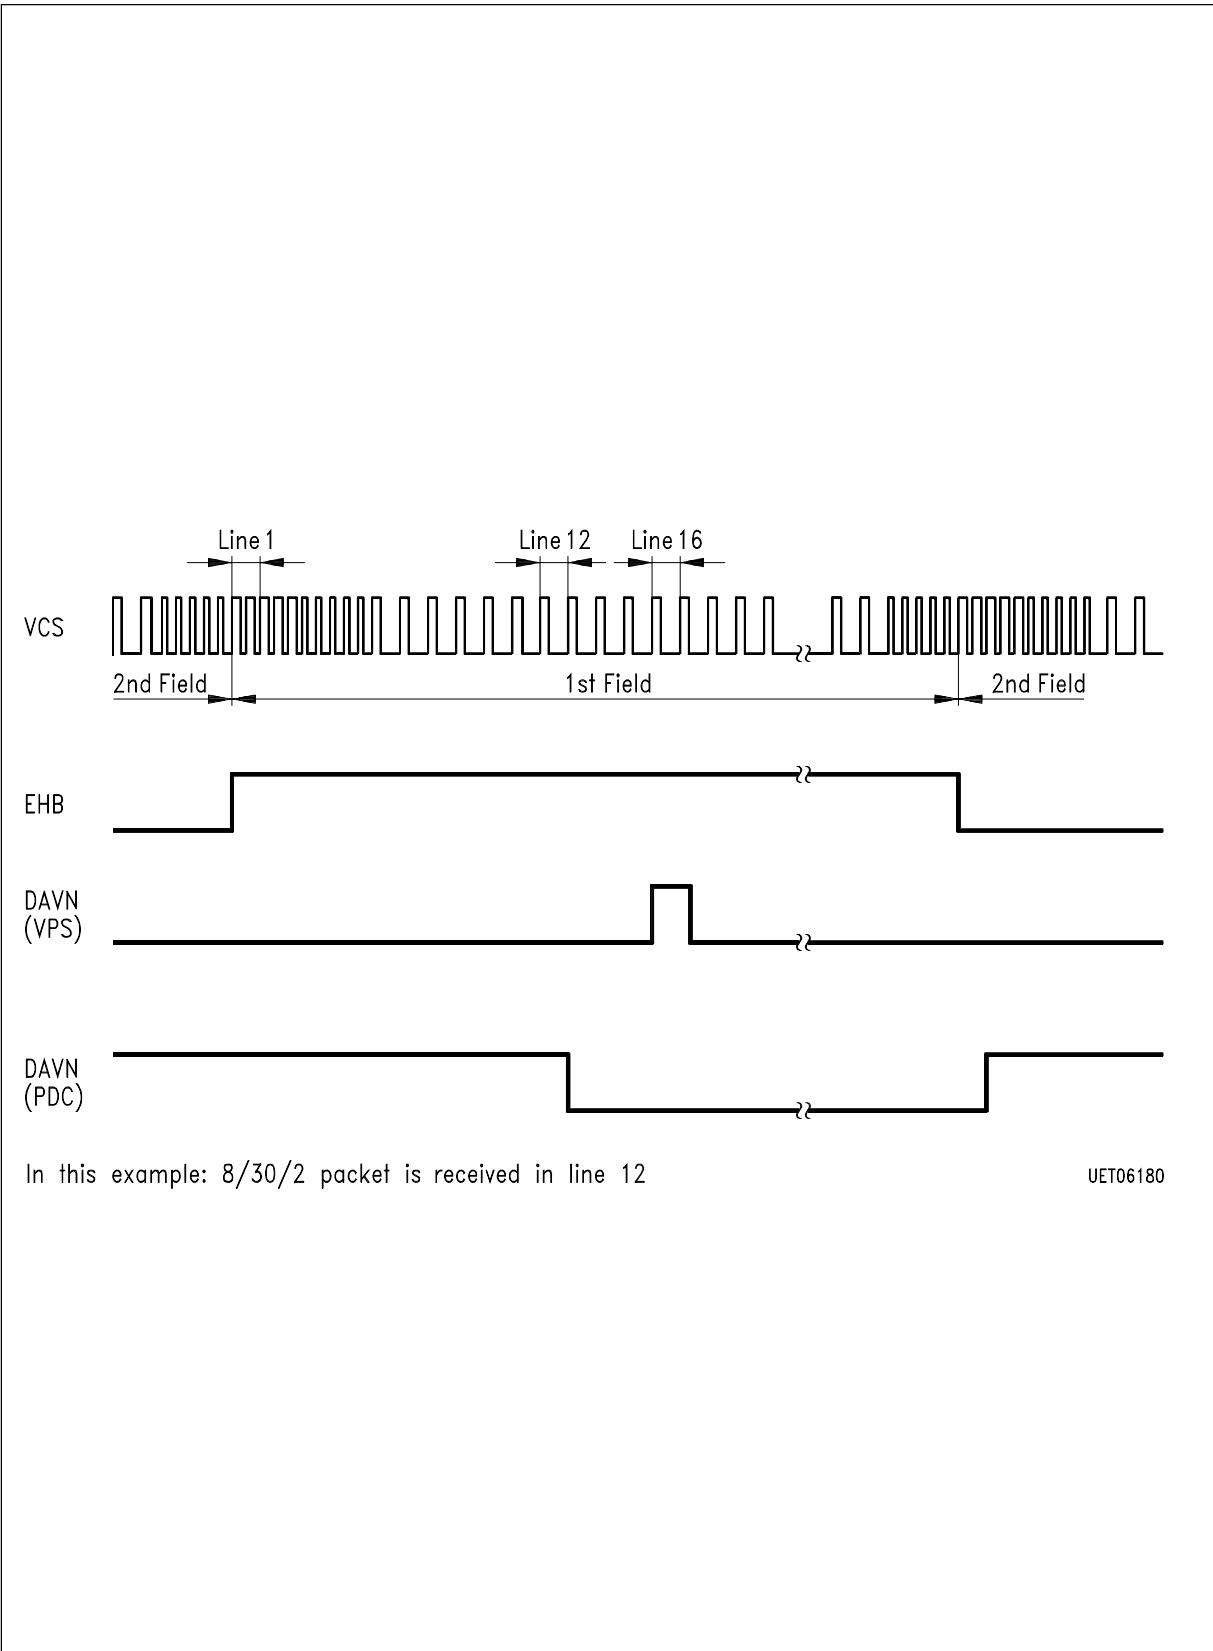 Line 1
Line 12
Line 16
VCS
2nd Field
1st Field
2nd Field
EHB
DAVN
(VPS)
DAVN
(PDC)
In this example: 8/30/2 packet is received in line 12
UET06180